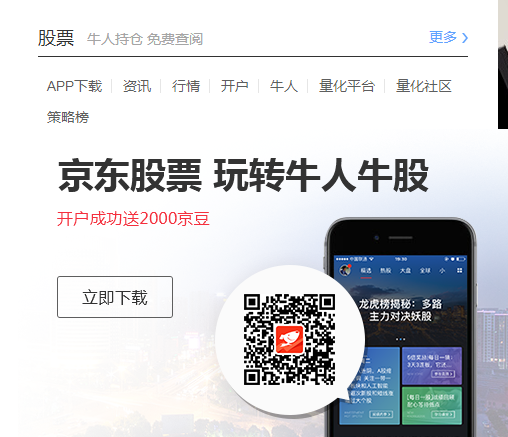 股票 牛人持仓 免费查阅 更多
APP下载 资讯 行情 开户 牛人 量化平台 量化社区
策略榜
京东股票 玩转牛人牛股
开户成功送2000京豆
立即下载
中国联通 19:30
精选 热股 大盘 全球 小
龙虎榜揭秘：多路
主力对决妖股